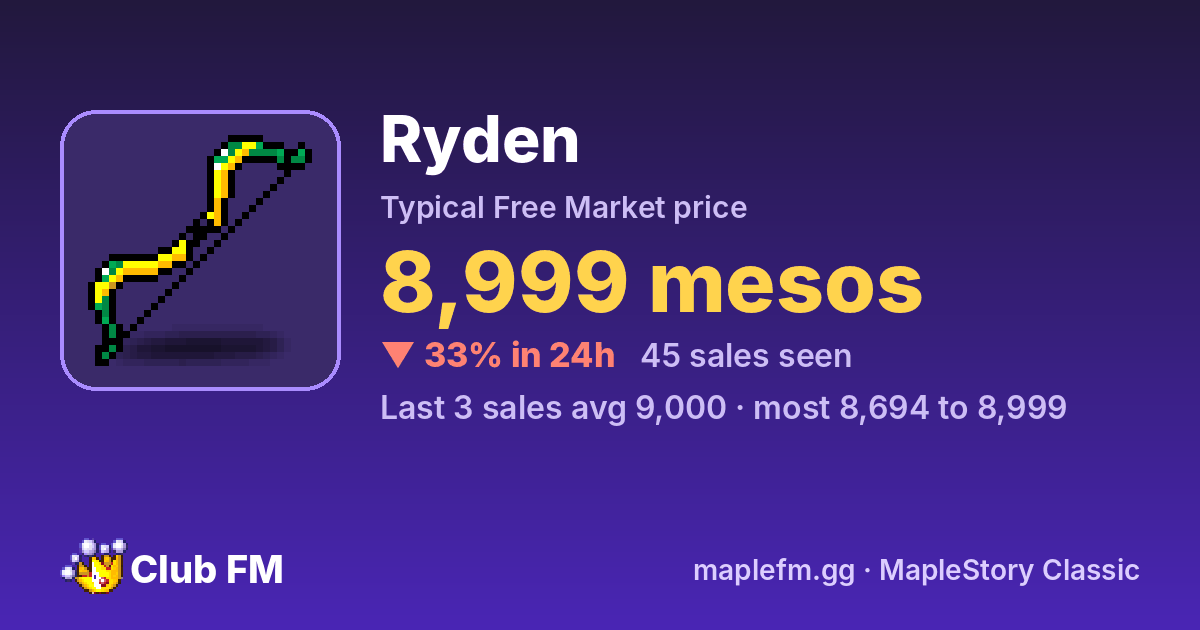 Ryden
Typical Free Market price
8,999 mesos
▼ 33% in 24h 45 sales seen
Last 3 sales avg 9,000 · most 8,694 to 8,999
Club FM
maplefm.gg · MapleStory Classic